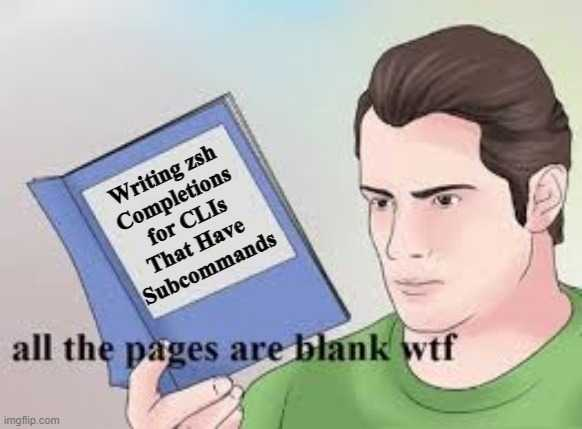 Writing zsh
Completions
for CLIs
That Have
Subcommands
all the pages are blank wtf
imgflip.com